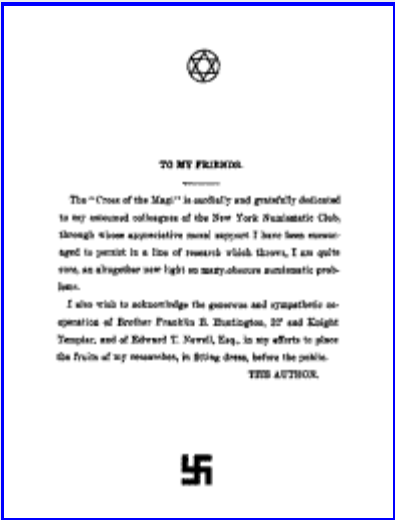 TO MY FRIENDS.
The "Cross of the Magi" is cordially and gratefully dedicated
to my esteemed colleagues of the New York Numismatic Club,
through whose appreciative moral support I have been encour-
aged to persist in a line of research which throws, I am quite
sure, an altogether new light on many obscure numismatic prob-
lems.
I also wish to acknowledge the generous and sympathetic co-
operation of Brother Franklin B. Huntington, and Knight
Templar, and of Edward T. Newell, Esq., in my efforts to place
the fruits of my researches, in fitting dress, before the public.
THE AUTHOR.